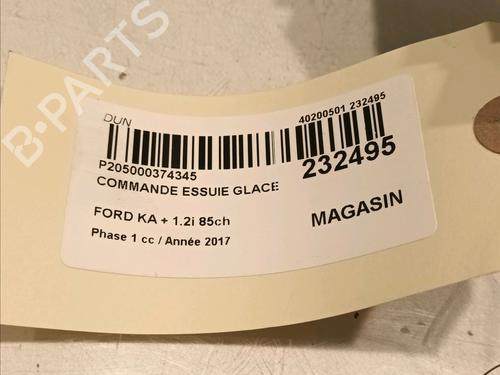 B-PARTS
DUN
40200501 232495
P205000374345
232495
COMMANDE ESSUIE GLACE
FORD KA + 1.2i 85ch
MAGASIN
Phase 1 cc / Année 2017